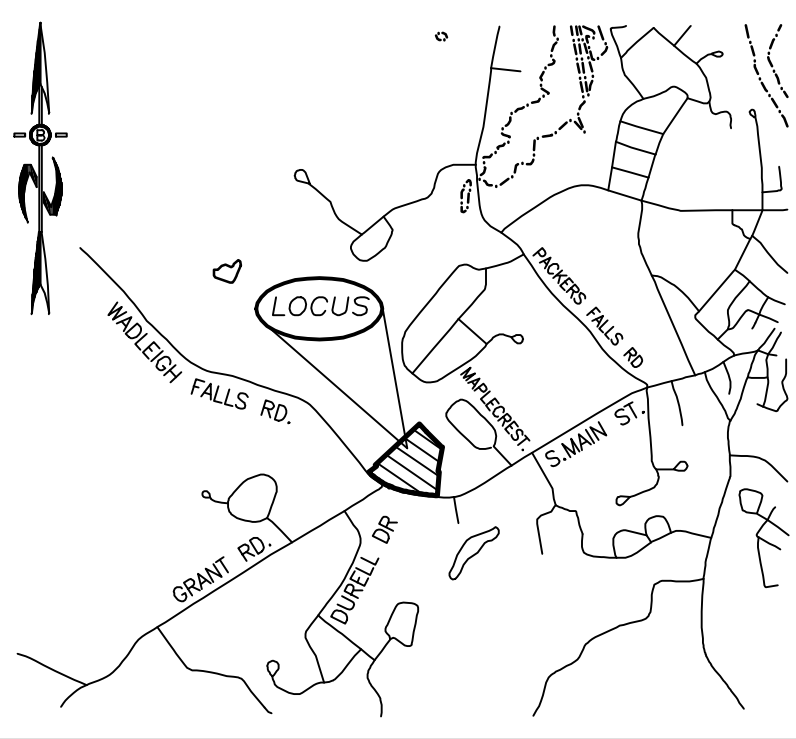 B
N
LOCUS
WADLEIGH FALLS RD.
PACKERS FALLS RD
MAPLECREST.
S.MAIN ST.
GRANT RD.
DURELL DR